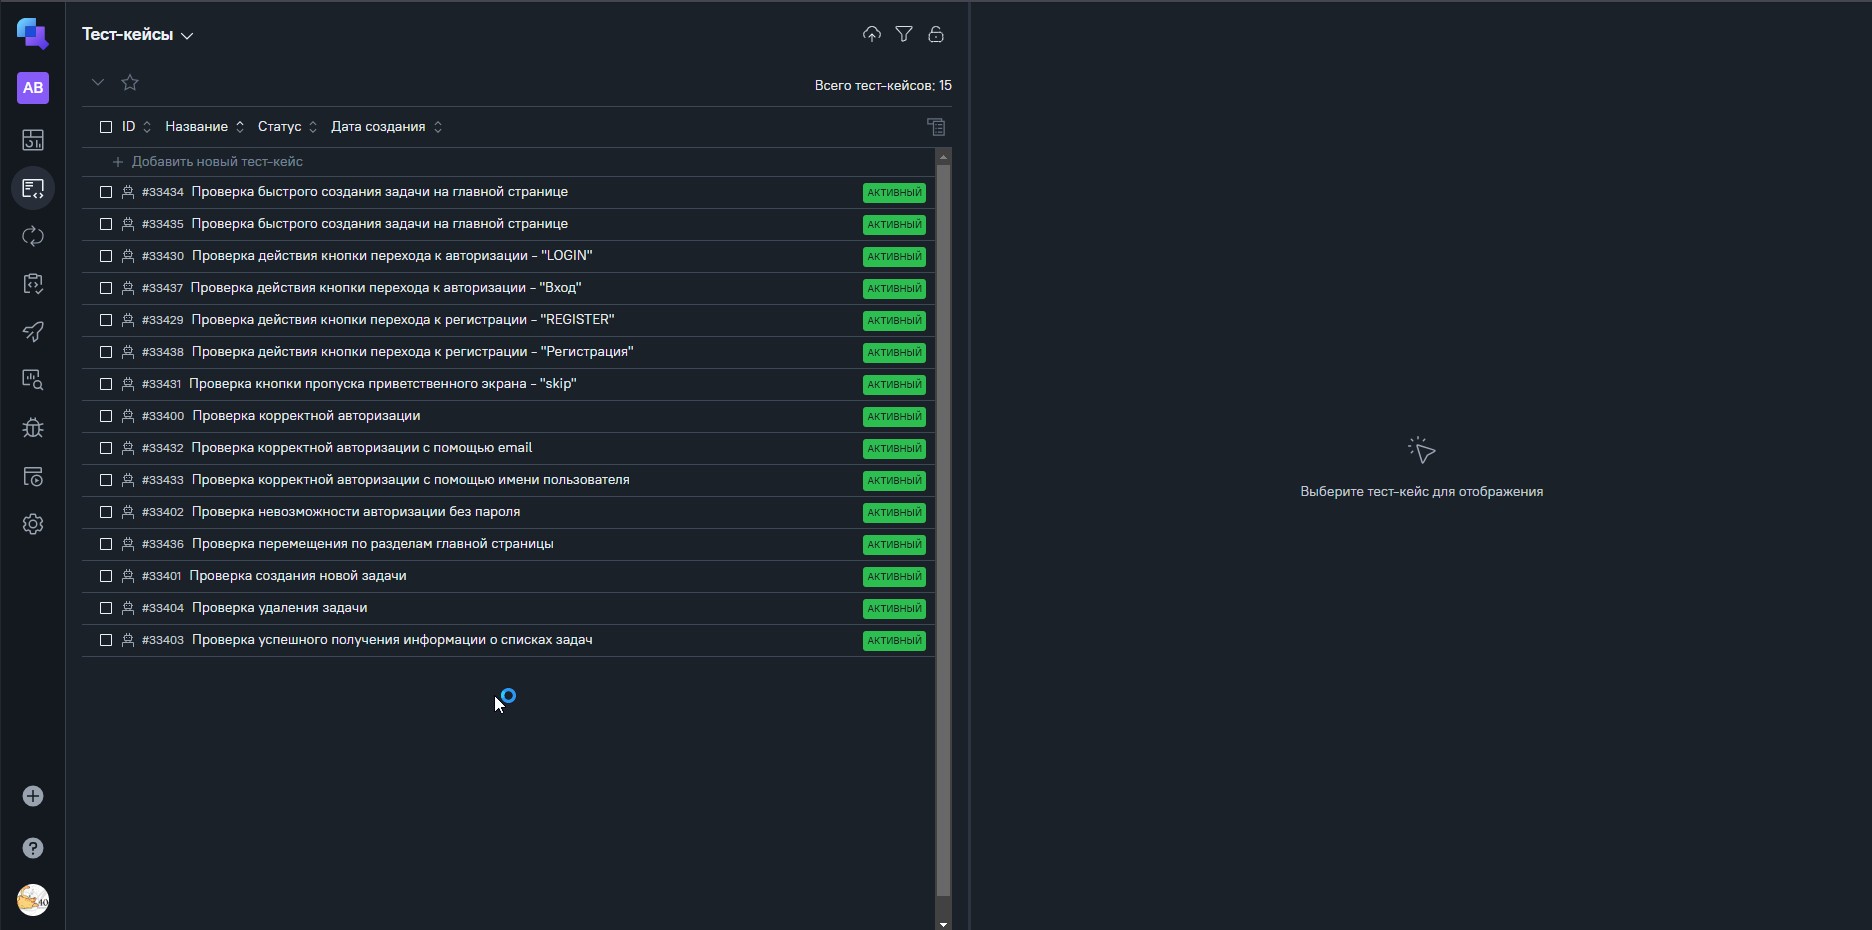 Тест-кейсы
AB
Всего тест-кейсов: 15
ID Название Статус Дата создания
Добавить новый тест-кейс
#33434 Проверка быстрого создания задачи на главной странице АКТИВНЫЙ
#33435 Проверка быстрого создания задачи на главной странице АКТИВНЫЙ
#33430 Проверка действия кнопки перехода к авторизации - "LOGIN" АКТИВНЫЙ
#33437 Проверка действия кнопки перехода к авторизации - "Вход" АКТИВНЫЙ
#33429 Проверка действия кнопки перехода к регистрации - "REGISTER" АКТИВНЫЙ
#33438 Проверка действия кнопки перехода к регистрации - "Регистрация" АКТИВНЫЙ
#33431 Проверка кнопки пропуска приветственного экрана - "skip" АКТИВНЫЙ
#33400 Проверка корректной авторизации АКТИВНЫЙ
#33432 Проверка корректной авторизации с помощью email АКТИВНЫЙ
#33433 Проверка корректной авторизации с помощью имени пользователя АКТИВНЫЙ
#33402 Проверка невозможности авторизации без пароля АКТИВНЫЙ
#33436 Проверка перемещения по разделам главной страницы АКТИВНЫЙ
#33401 Проверка создания новой задачи АКТИВНЫЙ
#33404 Проверка удаления задачи АКТИВНЫЙ
#33403 Проверка успешного получения информации о списках задач АКТИВНЫЙ
Выберите тест-кейс для отображения